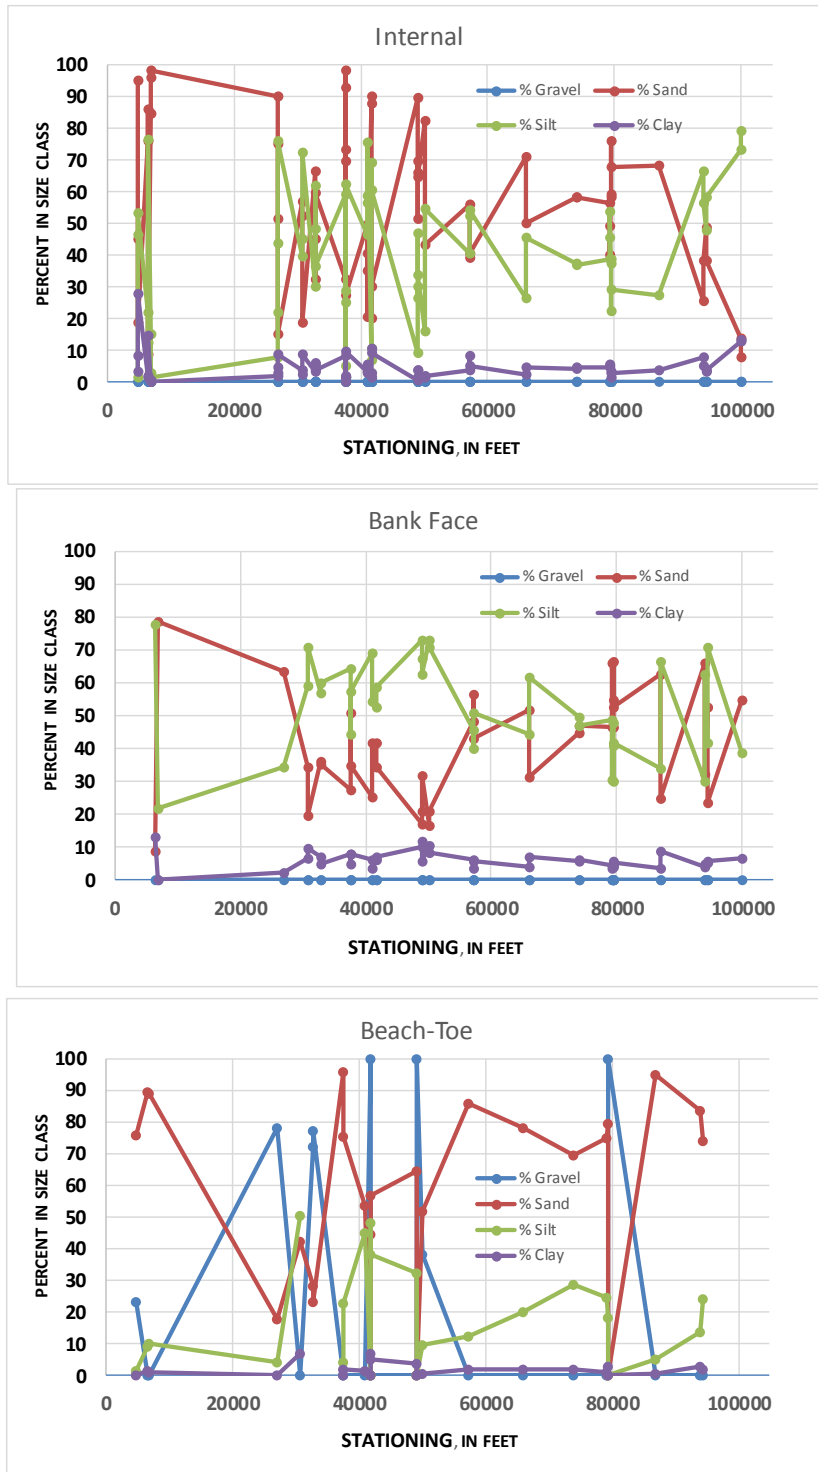 Internal
100
90
80
70
60
50
40
30
20
10
0
PERCENT IN SIZE CLASS
% Gravel % Sand
% Silt % Clay
0 20000 40000 60000 80000 100000
STATIONING, IN FEET
Bank Face
100
90
80
70
60
50
40
30
20
10
0
PERCENT IN SIZE CLASS
% Gravel % Sand
% Silt % Clay
0 20000 40000 60000 80000 100000
STATIONING, IN FEET
Beach-Toe
100
90
80
70
60
50
40
30
20
10
0
PERCENT IN SIZE CLASS
% Gravel
% Sand
% Silt
% Clay
0 20000 40000 60000 80000 100000
STATIONING, IN FEET